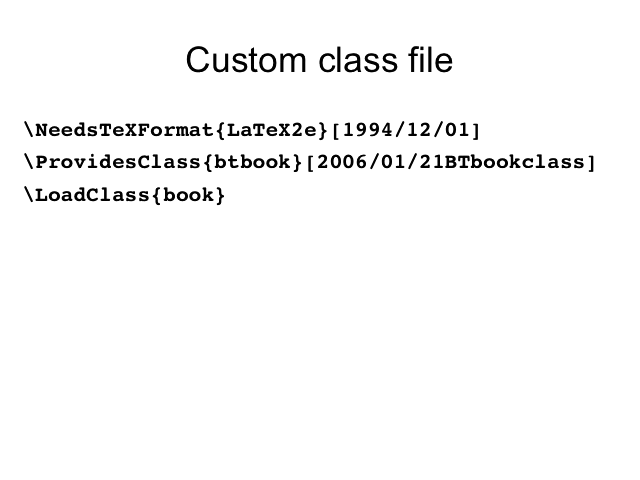 Custom class file
\NeedsTeXFormat{LaTeX2e}[1994/12/01]
\ProvidesClass{btbook}[2006/01/21BTbookclass]
\LoadClass{book}